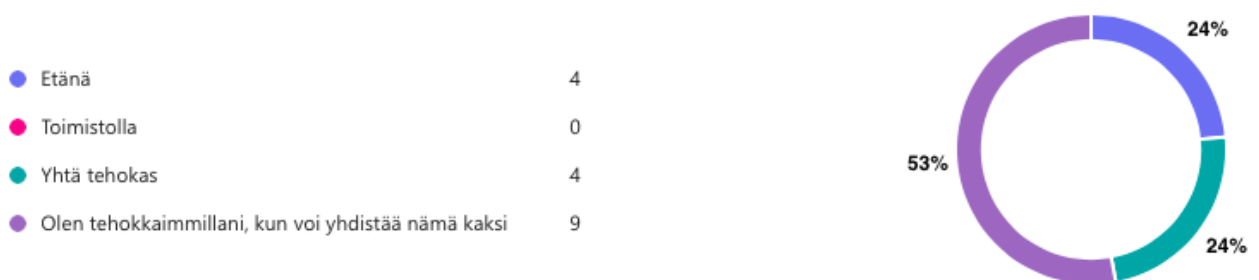 24%
Etänä 4
Toimistolla 0
53%
Yhtä tehokas 4
Olen tehokkaimmillani, kun voi yhdistää nämä kaksi 9
24%